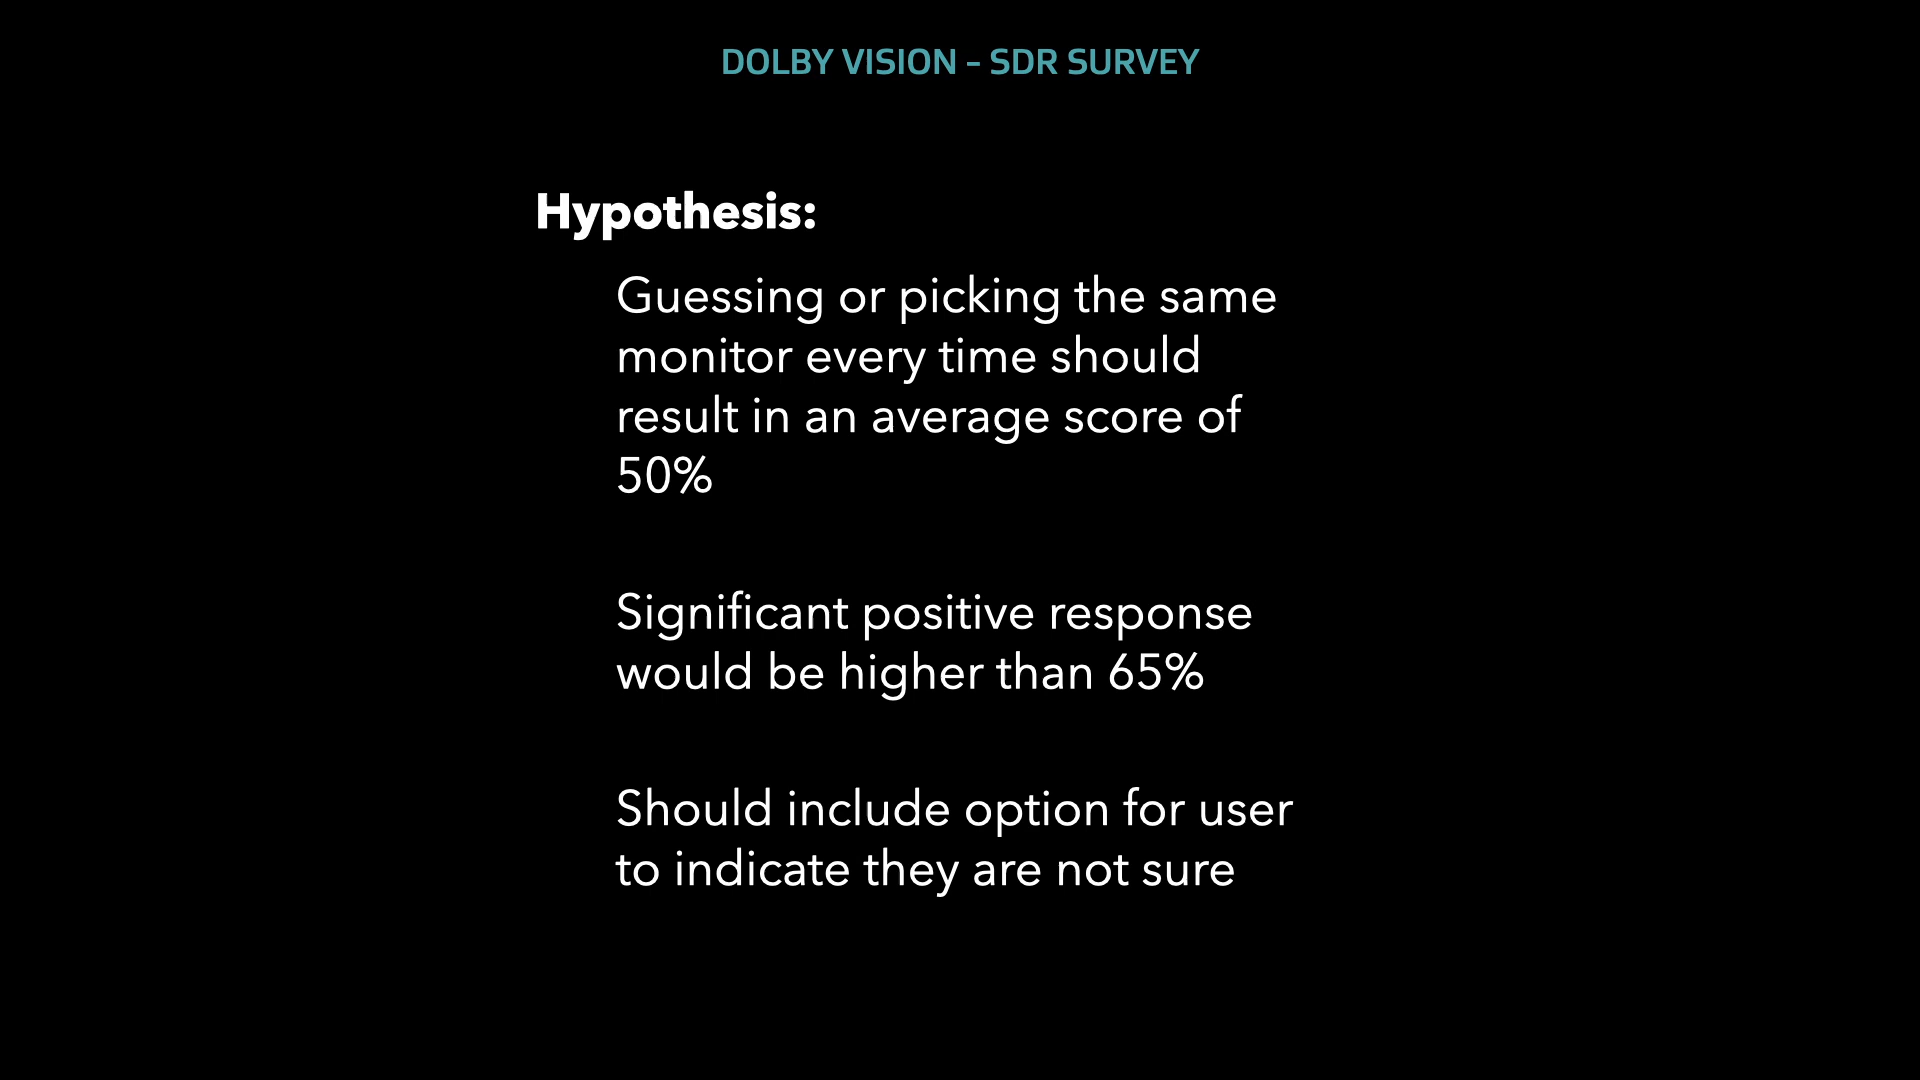 DOLBY VISION – SDR SURVEY
Hypothesis:
Guessing or picking the same
monitor every time should
result in an average score of
50%
Significant positive response
would be higher than 65%
Should include option for user
to indicate they are not sure